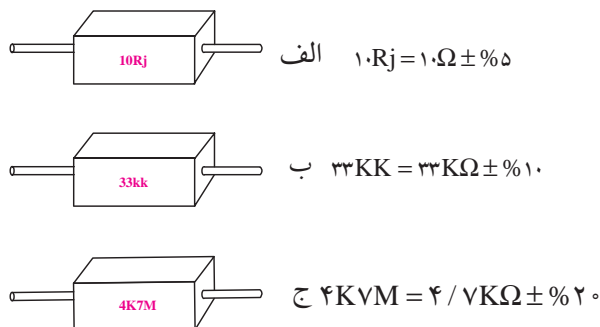 10Rj
الف ۱۰Rj = ۱۰Ω ± %۵
33kk
ب ۳۳KK = ۳۳KΩ ± %۱۰
4K7M
ج ۴K۷M = ۴ / ۷KΩ ± %۲۰